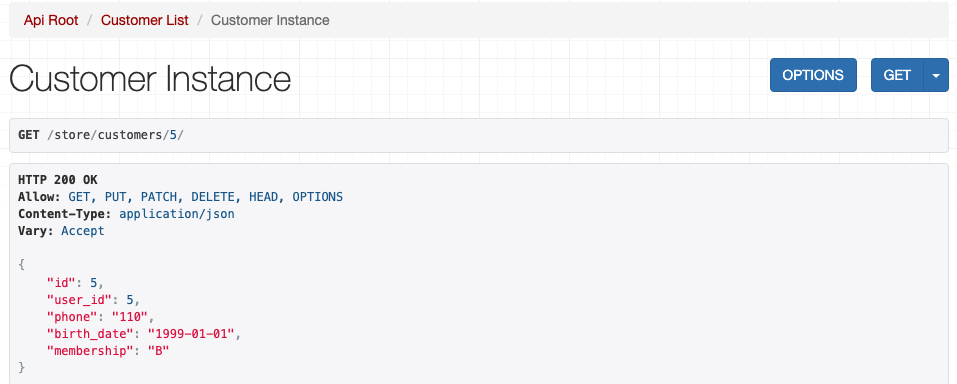 Api Root / Customer List / Customer Instance
Customer Instance
OPTIONS GET
GET /store/customers/5/
HTTP 200 OK
Allow: GET, PUT, PATCH, DELETE, HEAD, OPTIONS
Content-Type: application/json
Vary: Accept
{
    "id": 5,
    "user_id": 5,
    "phone": "110",
    "birth_date": "1999-01-01",
    "membership": "B"
}